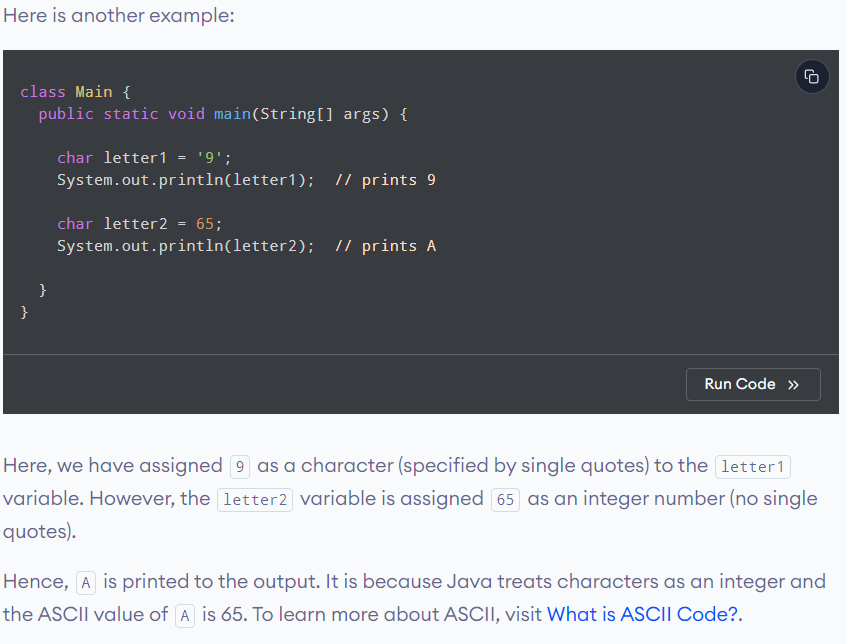 Here is another example:
class Main {
public static void main(String[] args) {
char letter1 = '9';
System.out.println(letter1);  // prints 9
char letter2 = 65;
System.out.println(letter2);  // prints A
}
}
Run Code »
Here, we have assigned 9 as a character (specified by single quotes) to the letter1
variable. However, the letter2 variable is assigned 65 as an integer number (no single
quotes).
Hence, A is printed to the output. It is because Java treats characters as an integer and
the ASCII value of A is 65. To learn more about ASCII, visit What is ASCII Code?.